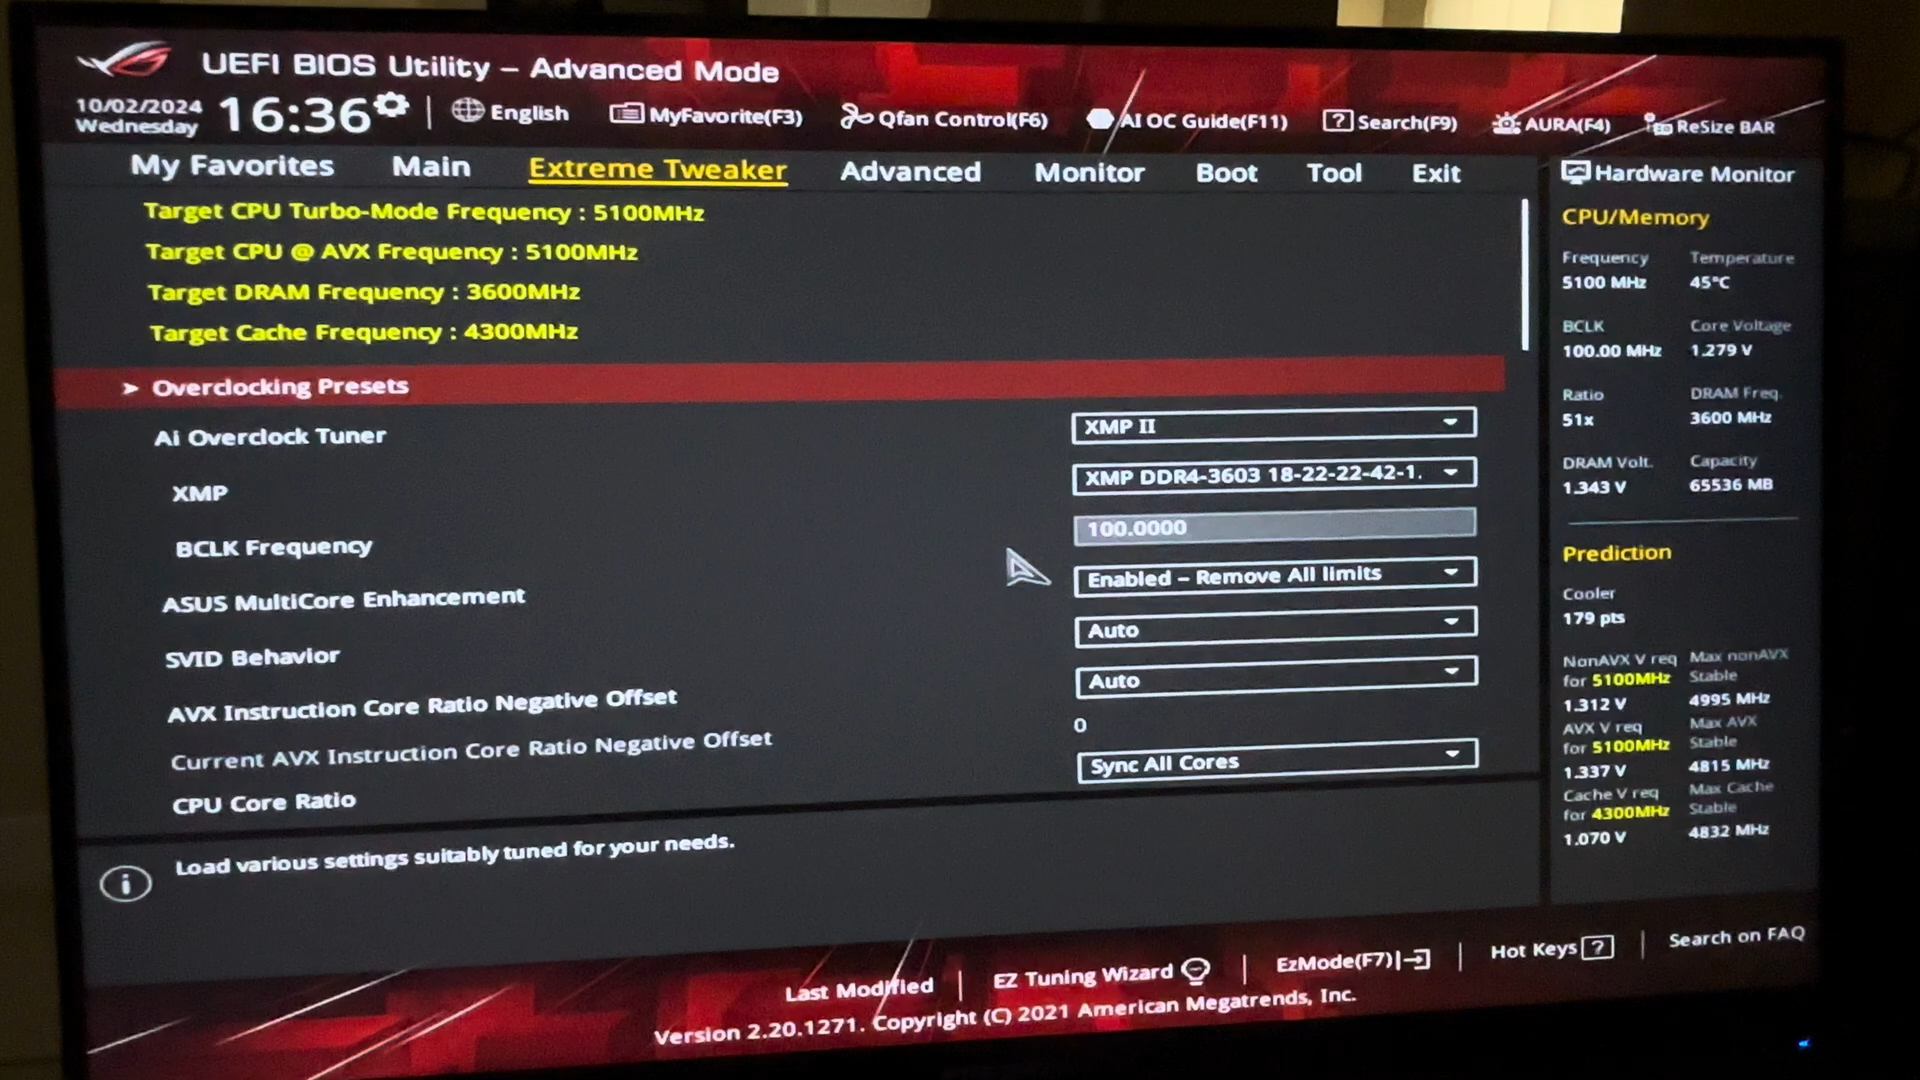 UEFI BIOS Utility – Advanced Mode
10/02/2024
Wednesday
16:36
English
MyFavorite(F3)
Qfan Control(F6)
AI OC Guide(F11)
? Search(F9)
AURA(F4)
ReSize BAR
My Favorites
Main
Extreme Tweaker
Advanced
Monitor
Boot
Tool
Exit
Target CPU Turbo-Mode Frequency : 5100MHz
Target CPU @ AVX Frequency : 5100MHz
Target DRAM Frequency : 3600MHz
Target Cache Frequency : 4300MHz
> Overclocking Presets
Ai Overclock Tuner
XMP II
XMP
XMP DDR4-3603 18-22-22-42-1.
BCLK Frequency
100.0000
ASUS MultiCore Enhancement
Enabled – Remove All limits
SVID Behavior
Auto
AVX Instruction Core Ratio Negative Offset
Auto
Current AVX Instruction Core Ratio Negative Offset
0
CPU Core Ratio
Sync All Cores
i
Load various settings suitably tuned for your needs.
Hardware Monitor
CPU/Memory
Frequency Temperature
5100 MHz 45°C
BCLK Core Voltage
100.00 MHz 1.279 V
Ratio DRAM Freq.
51x 3600 MHz
DRAM Volt. Capacity
1.343 V 65536 MB
Prediction
Cooler
179 pts
NonAVX V req Max nonAVX
for 5100MHz Stable
1.312 V 4995 MHz
AVX V req Max AVX
for 5100MHz Stable
1.337 V 4815 MHz
Cache V req Max Cache
for 4300MHz Stable
1.070 V 4832 MHz
Last Modified
EZ Tuning Wizard
EzMode(F7)
Hot Keys ?
Search on FAQ
Version 2.20.1271. Copyright (C) 2021 American Megatrends, Inc.